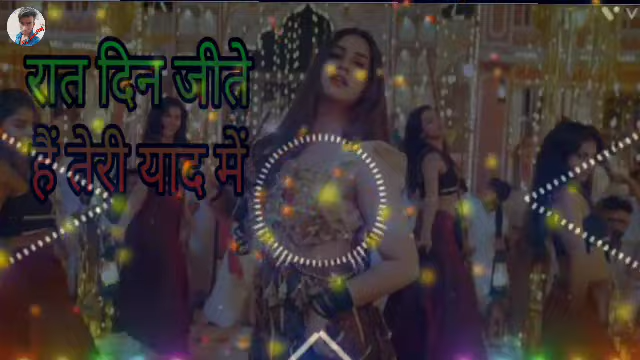 रात दिन जीते
हैं तेरी याद में